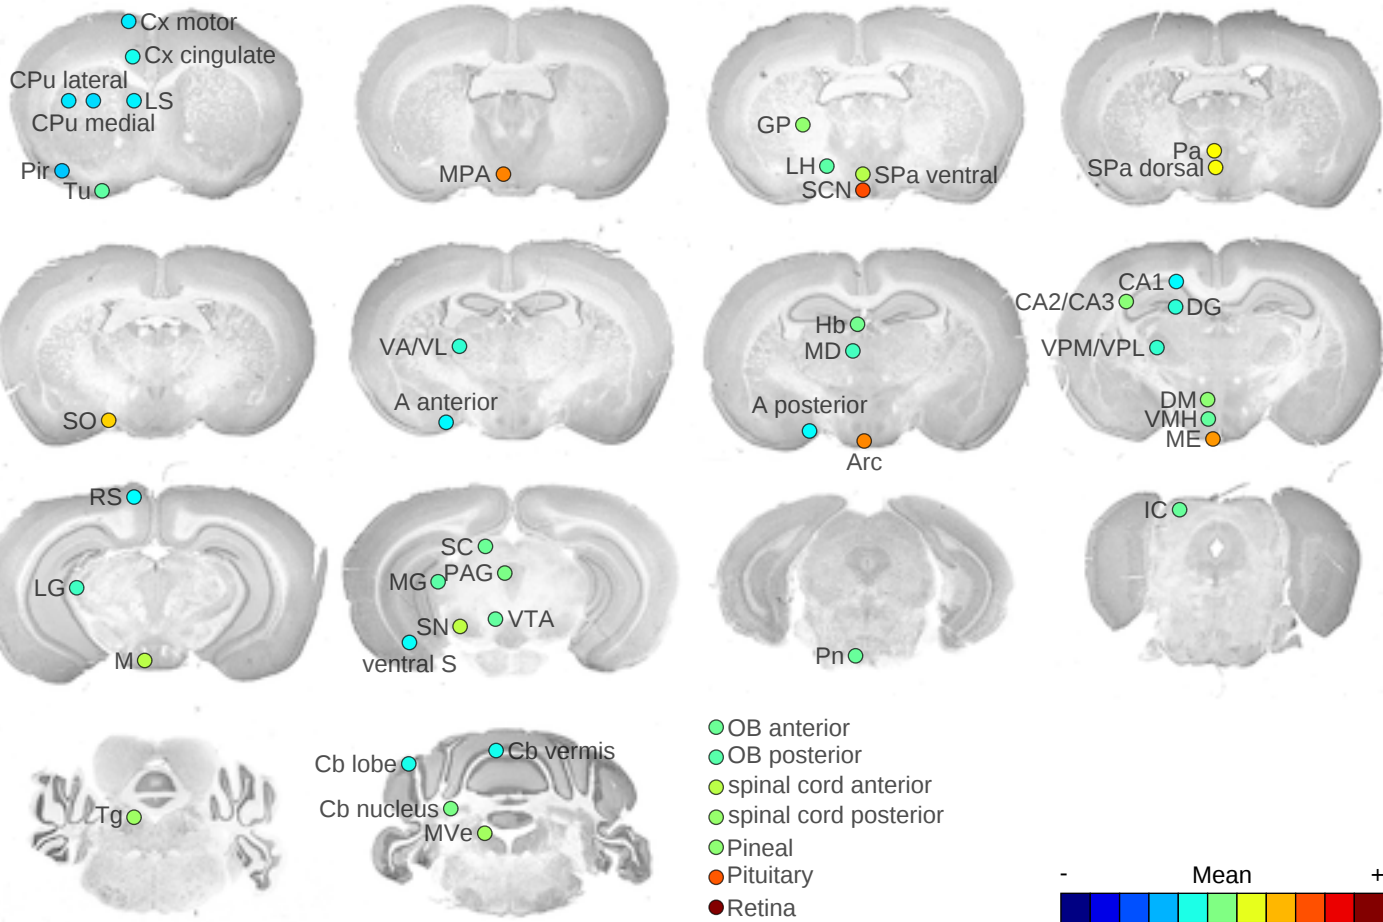 Cx motor
Cx cingulate
CPu lateral
LS
CPu medial
Pir
Tu
MPA
GP
LH
SPa ventral
SCN
Pa
SPa dorsal
SO
VA/VL
A anterior
Hb
MD
A posterior
Arc
CA1
CA2/CA3
DG
VPM/VPL
DM
VMH
ME
RS
LG
M
SC
MG
PAG
SN
VTA
ventral S
Pn
IC
Tg
Cb lobe
Cb vermis
Cb nucleus
MVe
OB anterior
OB posterior
spinal cord anterior
spinal cord posterior
Pineal
Pituitary
Retina
- Mean +